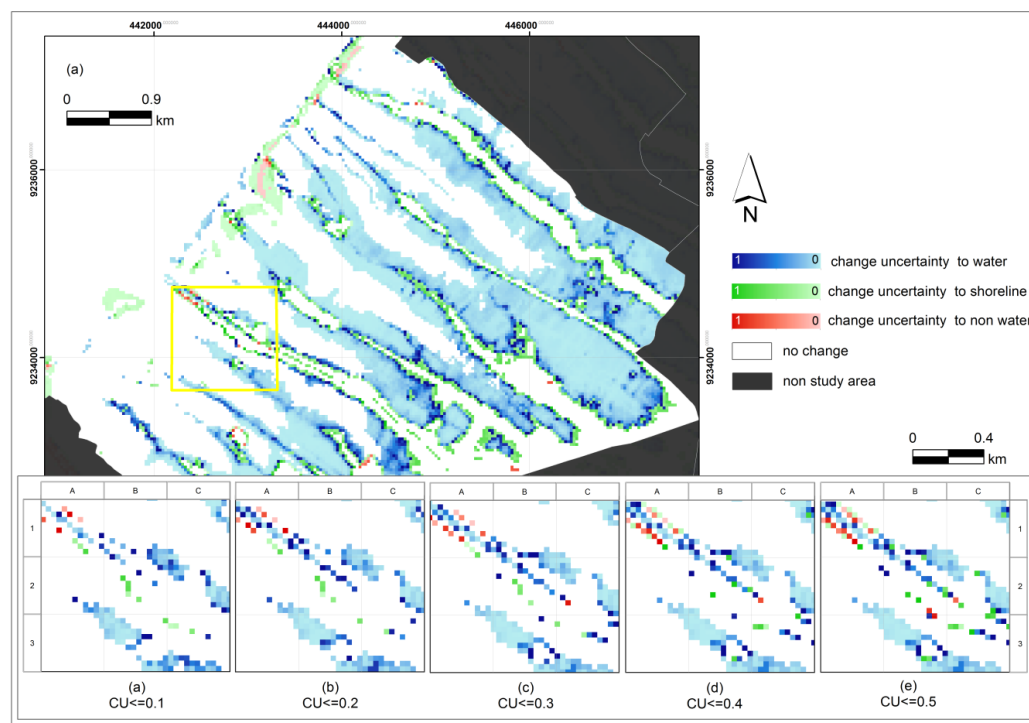 442000
444000
446000
(a)
0 0.9
km
9236000
9236000
N
1 0 change uncertainty to water
1 0 change uncertainty to shoreline
1 0 change uncertainty to non water
no change
non study area
9234000
9234000
0 0.4
km
A B C
A B C
A B C
A B C
A B C
1
2
3
1
2
3
(a)
CU<=0.1
(b)
CU<=0.2
(c)
CU<=0.3
(d)
CU<=0.4
(e)
CU<=0.5